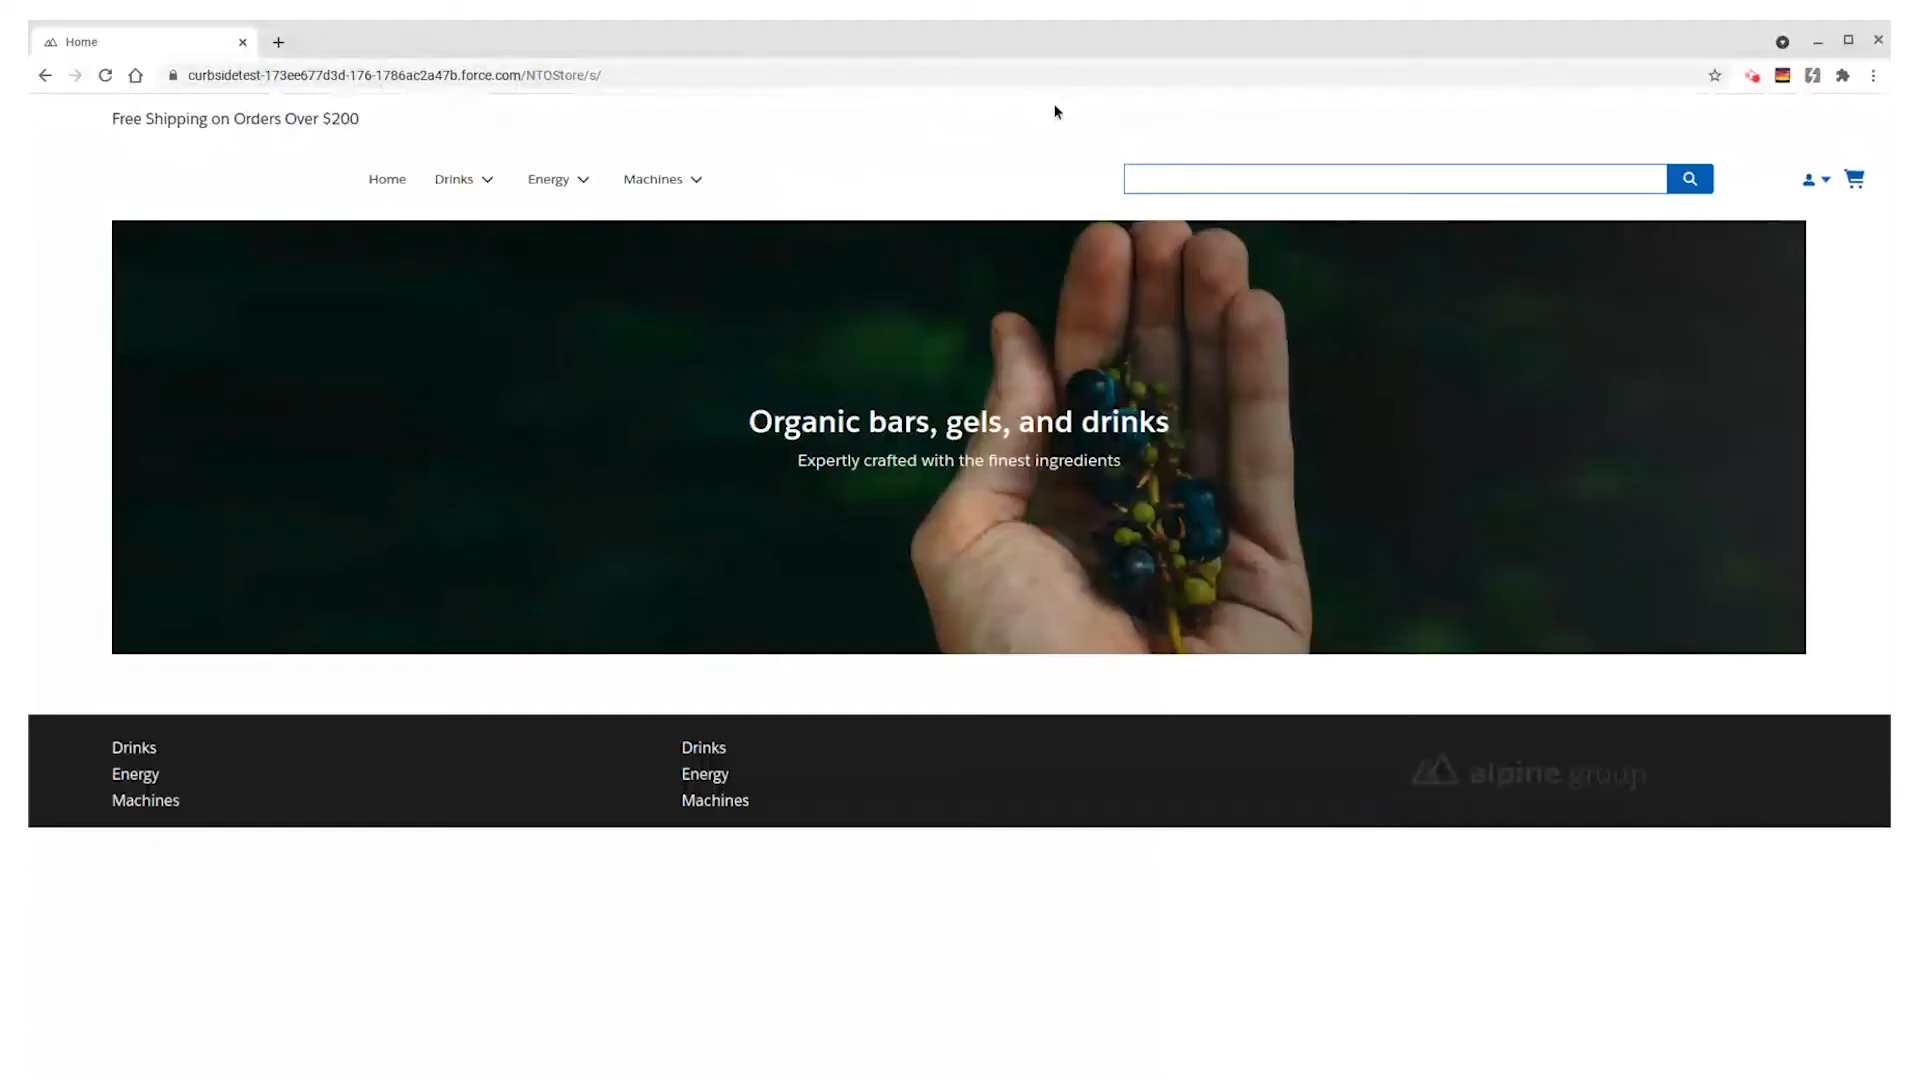 Home
curbsidetest-173ee677d3d-176-1786ac2a47b.force.com/NTOStore/s/
Free Shipping on Orders Over $200
Home Drinks Energy Machines
Organic bars, gels, and drinks
Expertly crafted with the finest ingredients
Drinks
Energy
Machines
Drinks
Energy
Machines
alpine group